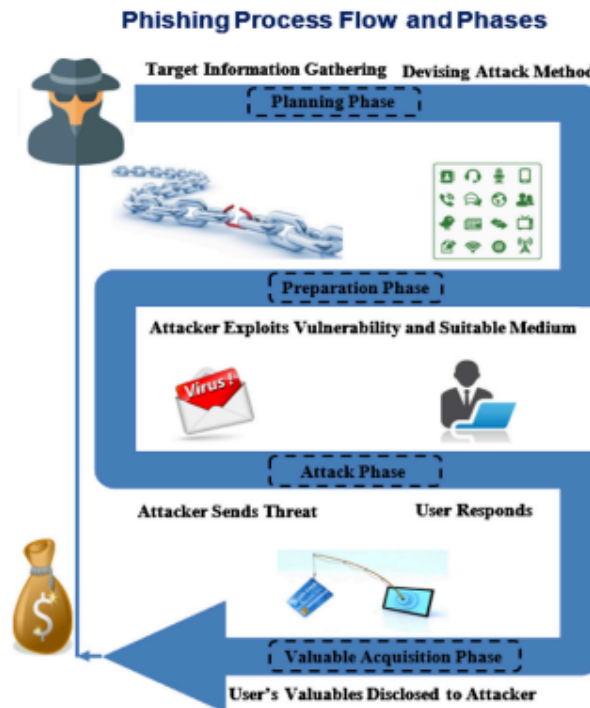 Phishing Process Flow and Phases
Target Information Gathering Devising Attack Method
Planning Phase
Preparation Phase
Attacker Exploits Vulnerability and Suitable Medium
Virus!
Attack Phase
Attacker Sends Threat User Responds
$
Valuable Acquisition Phase
User's Valuables Disclosed to Attacker